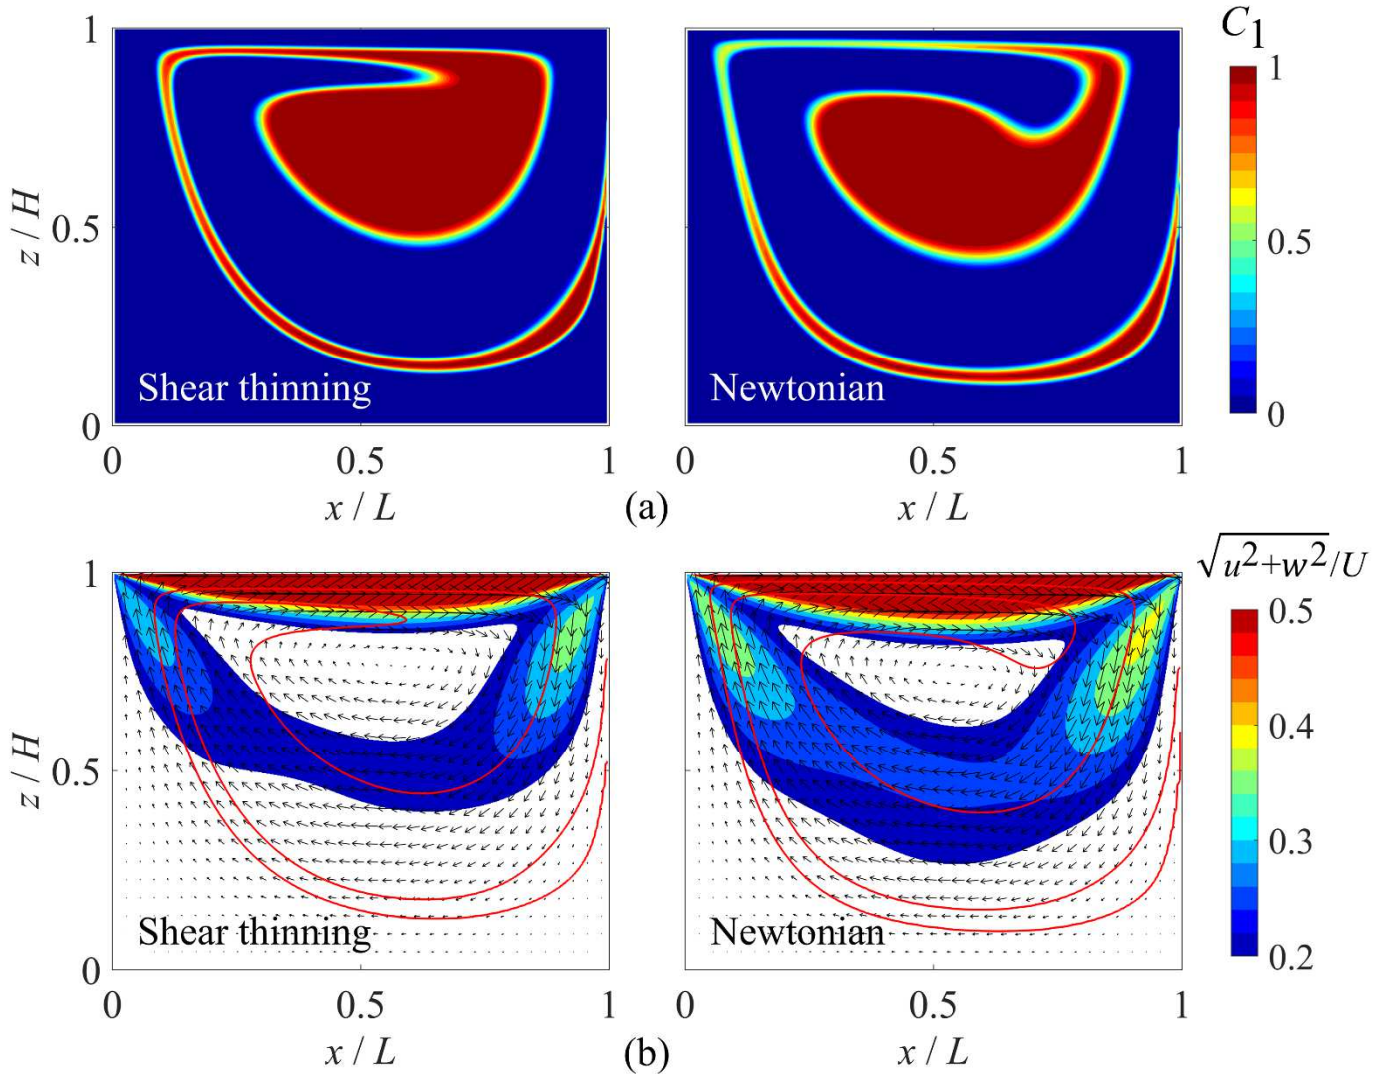 1
0.5
0
z / H
Shear thinning
0 0.5 1
x / L
Newtonian
0 0.5 1
x / L
C1
1
0.5
0
(a)
1
0.5
0
z / H
Shear thinning
0 0.5 1
x / L
Newtonian
0 0.5 1
x / L
√u²+w²/U
0.5
0.4
0.3
0.2
(b)